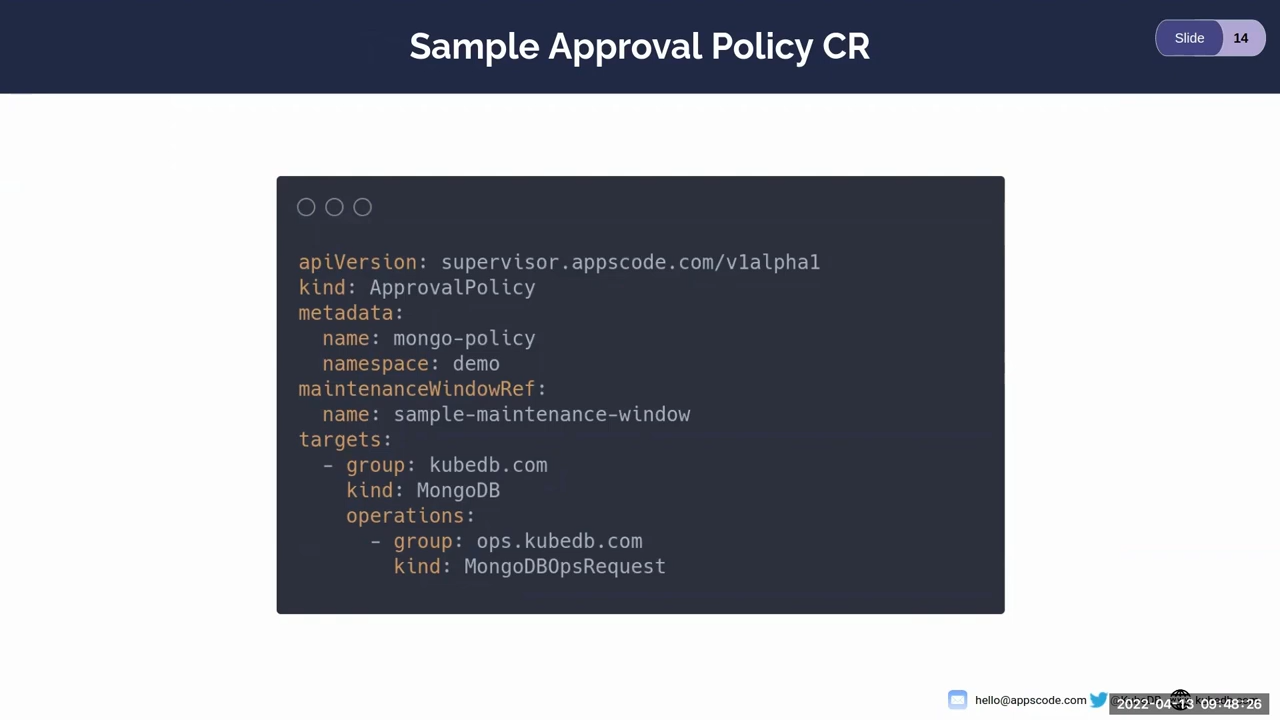 Sample Approval Policy CR
Slide 14
apiVersion: supervisor.appscode.com/v1alpha1
kind: ApprovalPolicy
metadata:
  name: mongo-policy
  namespace: demo
maintenanceWindowRef:
  name: sample-maintenance-window
targets:
  - group: kubedb.com
    kind: MongoDB
    operations:
      - group: ops.kubedb.com
        kind: MongoDBOpsRequest
hello@appscode.com
2022-04-13 09:48:26